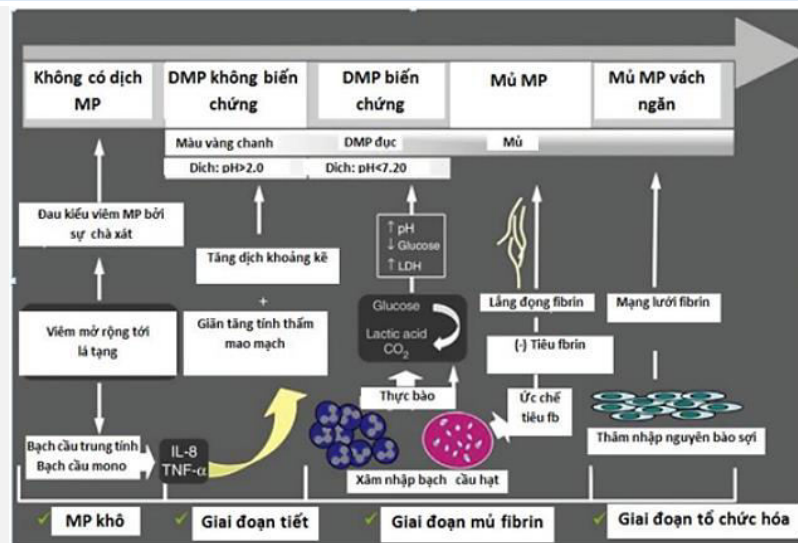 Không có dịch
MP
DMP không biến
chứng
DMP biến
chứng
Mủ MP
Mủ MP vách
ngăn
Màu vàng chanh
DMP đục
Mủ
Dich: pH>2.0
Dich: pH<7.20
Đau kiểu viêm MP bởi
sự chà xát
↑ pH
↓ Glucose
↑ LDH
Tăng dịch khoảng kẽ
+
Giãn tăng tính thấm
mao mạch
Glucose
Lactic acid
CO2
Lắng đọng fibrin
Mạng lưới fibrin
(-) Tiêu fbrin
Viêm mở rộng tới
lá tạng
Thực bào
Ức chế
tiêu fb
Bạch cầu trung tính
Bạch cầu mono
IL-8
TNF-α
Xâm nhập bạch cầu hạt
Thâm nhập nguyên bào sợi
✓ MP khô
✓ Giai đoạn tiết
✓ Giai đoạn mủ fibrin
✓ Giai đoạn tổ chức hóa